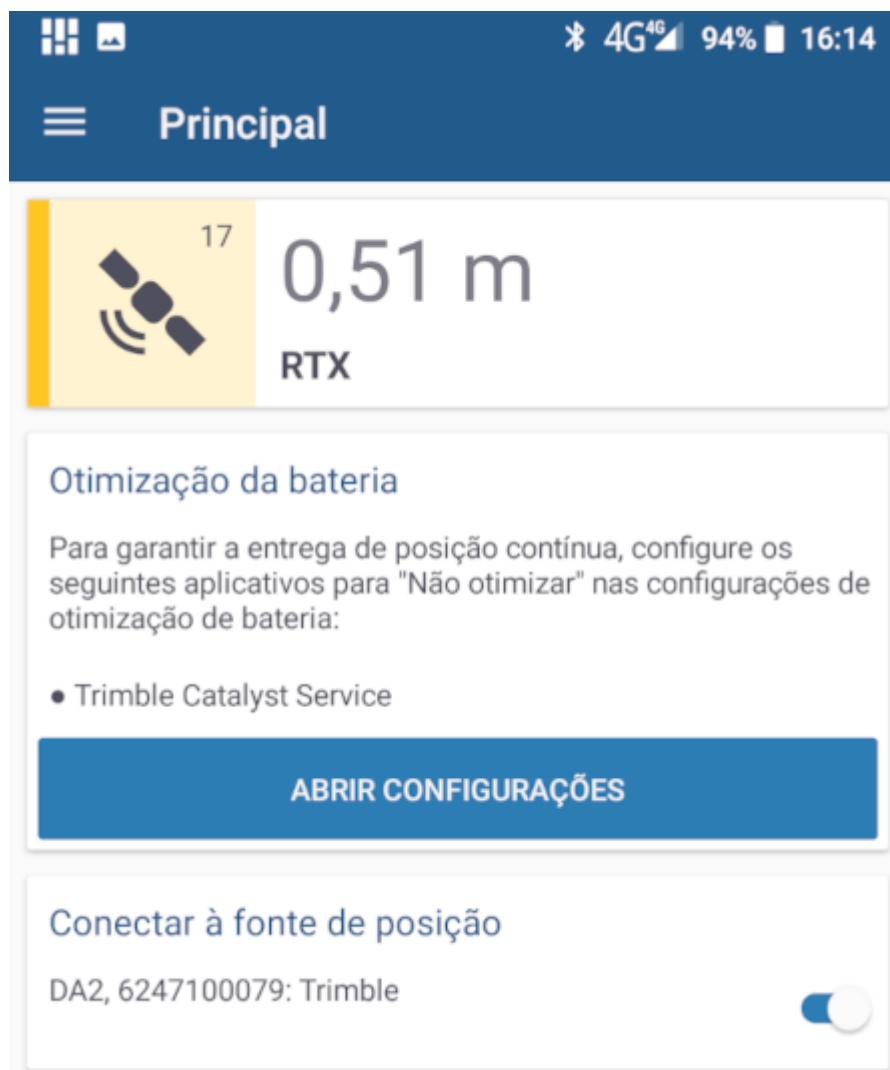 4G 4G 94% 16:14
Principal
17
0,51 m
RTX
Otimização da bateria
Para garantir a entrega de posição contínua, configure os
seguintes aplicativos para "Não otimizar" nas configurações de
otimização de bateria:
● Trimble Catalyst Service
ABRIR CONFIGURAÇÕES
Conectar à fonte de posição
DA2, 6247100079: Trimble